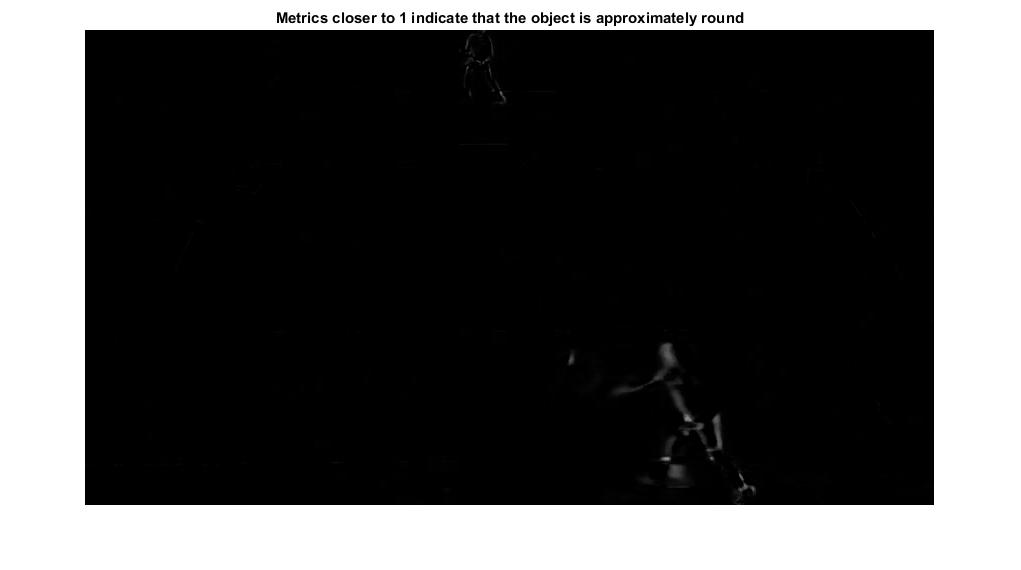 Metrics closer to 1 indicate that the object is approximately round